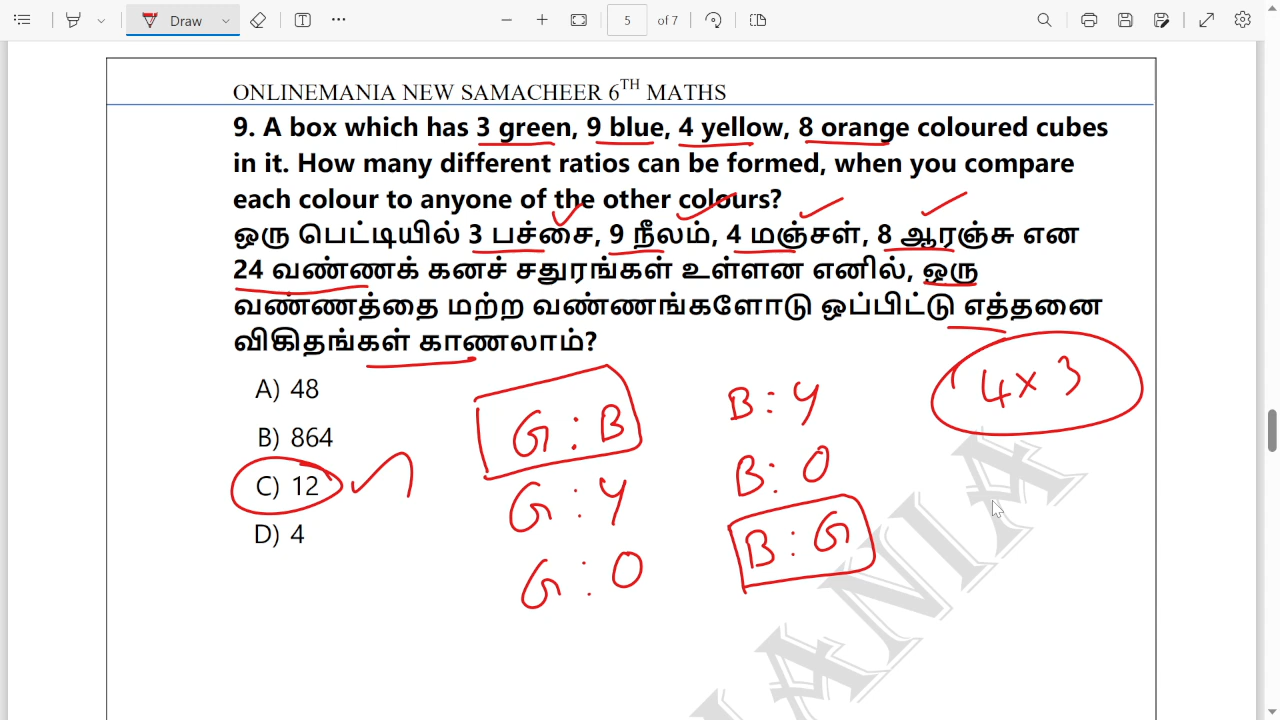 Draw
5
of 7
ONLINEMANIA NEW SAMACHEER 6TH MATHS
9. A box which has 3 green, 9 blue, 4 yellow, 8 orange coloured cubes
in it. How many different ratios can be formed, when you compare
each colour to anyone of the other colours?
ஒரு பெட்டியில் 3 பச்சை, 9 நீலம், 4 மஞ்சள், 8 ஆரஞ்சு என
24 வண்ணக் கனச் சதுரங்கள் உள்ளன எனில், ஒரு
வண்ணத்தை மற்ற வண்ணங்களோடு ஒப்பிட்டு எத்தனை
விகிதங்கள் காணலாம்?
A) 48
B) 864
C) 12
D) 4
G : B
G : Y
G : O
B : Y
B : O
B : G
4 x 3
ANIA